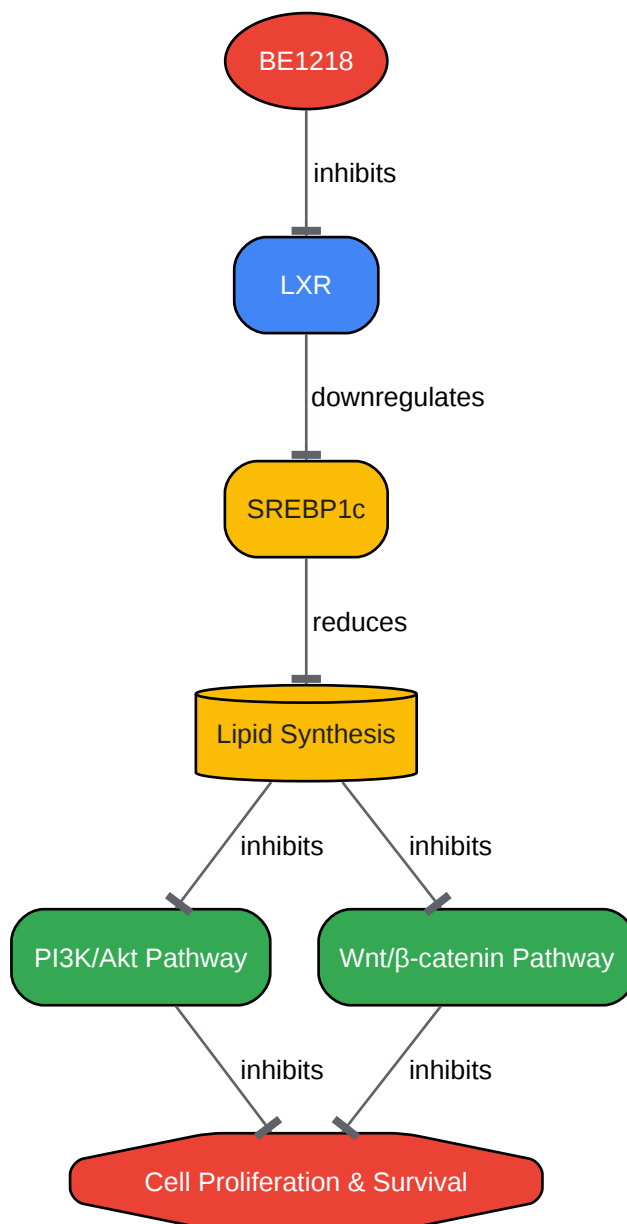 BE1218
inhibits
LXR
downregulates
SREBP1c
reduces
Lipid Synthesis
inhibits
inhibits
PI3K/Akt Pathway
Wnt/β-catenin Pathway
inhibits
inhibits
Cell Proliferation & Survival